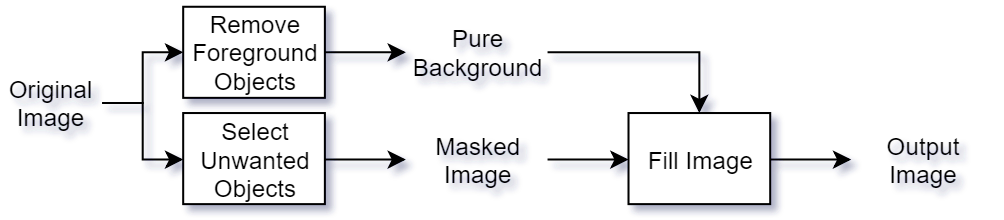 Remove
Foreground
Objects
Pure
Background
Original
Image
Select
Unwanted
Objects
Masked
Image
Fill Image
Output
Image